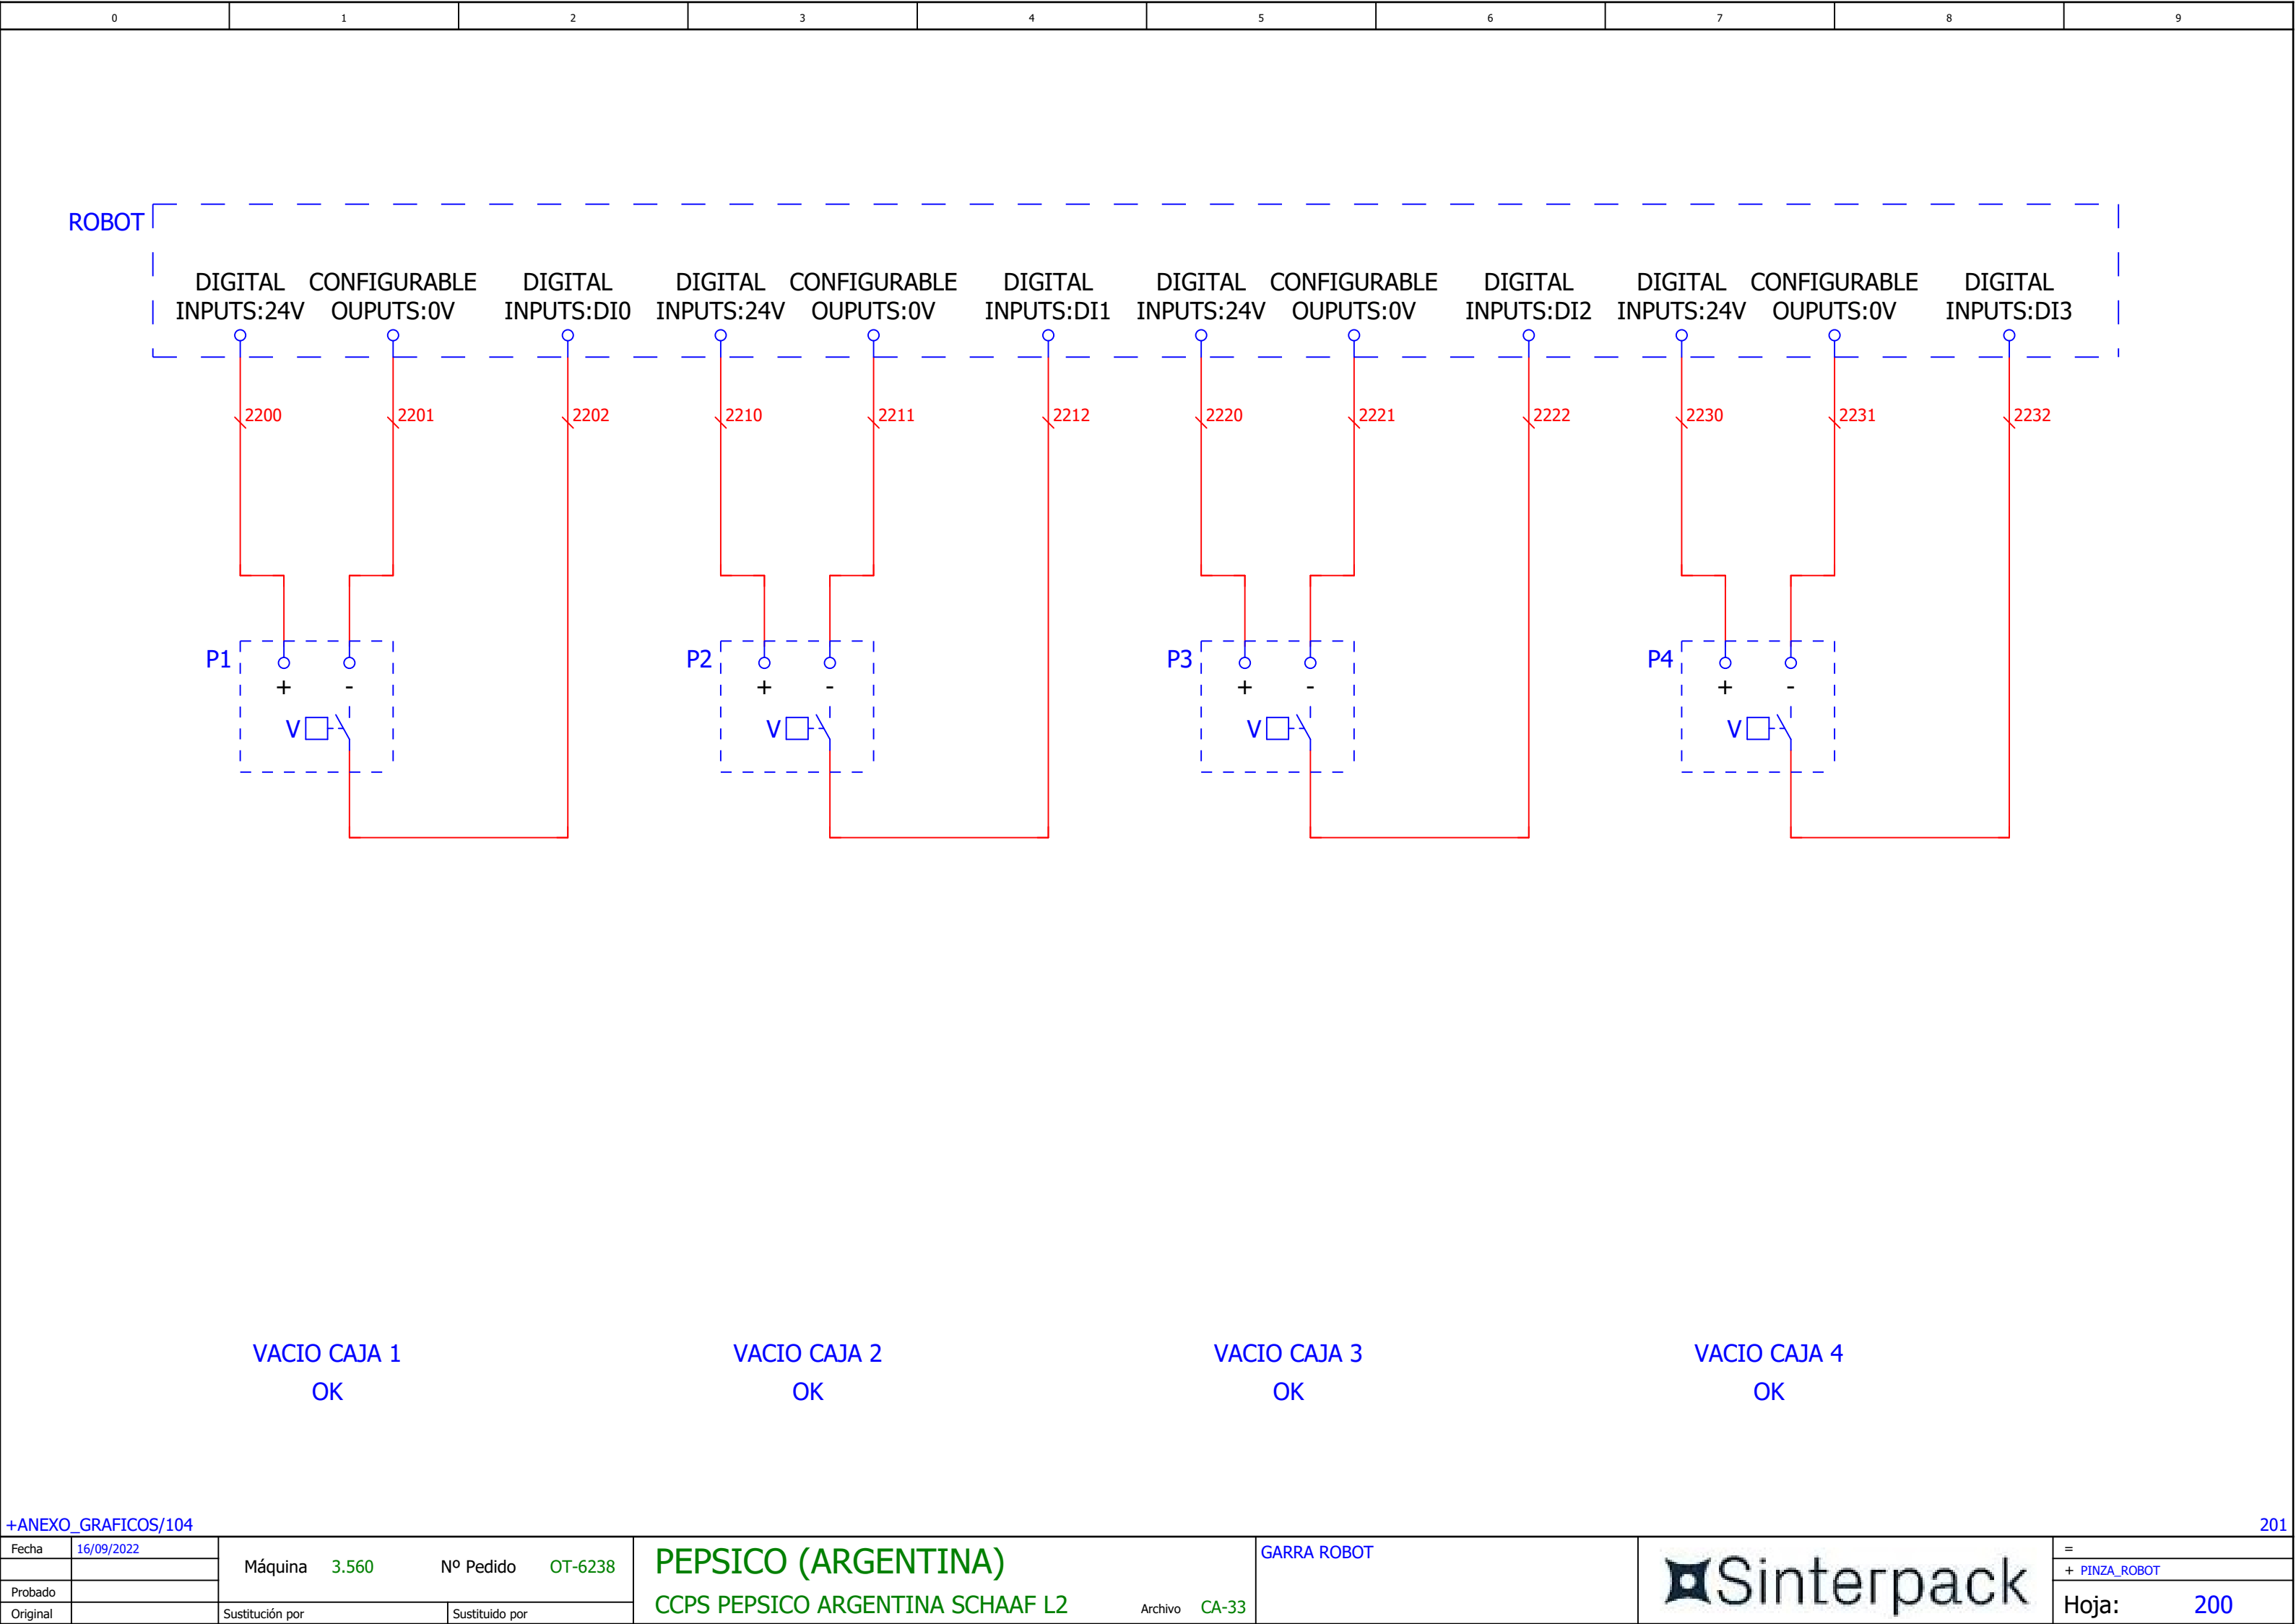 0 1 2 3 4 5 6 7 8 9
ROBOT
DIGITAL CONFIGURABLE DIGITAL DIGITAL CONFIGURABLE DIGITAL DIGITAL CONFIGURABLE DIGITAL DIGITAL CONFIGURABLE DIGITAL
INPUTS:24V OUPUTS:0V INPUTS:DI0 INPUTS:24V OUPUTS:0V INPUTS:DI1 INPUTS:24V OUPUTS:0V INPUTS:DI2 INPUTS:24V OUPUTS:0V INPUTS:DI3
2200 2201 2202 2210 2211 2212 2220 2221 2222 2230 2231 2232
P1 P2 P3 P4
+ - + - + - + -
V V V V
VACIO CAJA 1 VACIO CAJA 2 VACIO CAJA 3 VACIO CAJA 4
OK OK OK OK
+ANEXO_GRAFICOS/104 201
Fecha 16/09/2022
Probado
Original
Máquina 3.560 Nº Pedido OT-6238
Sustitución por Sustituido por
PEPSICO (ARGENTINA)
CCPS PEPSICO ARGENTINA SCHAAF L2 Archivo CA-33
GARRA ROBOT
Sinterpack
=
+ PINZA_ROBOT
Hoja: 200